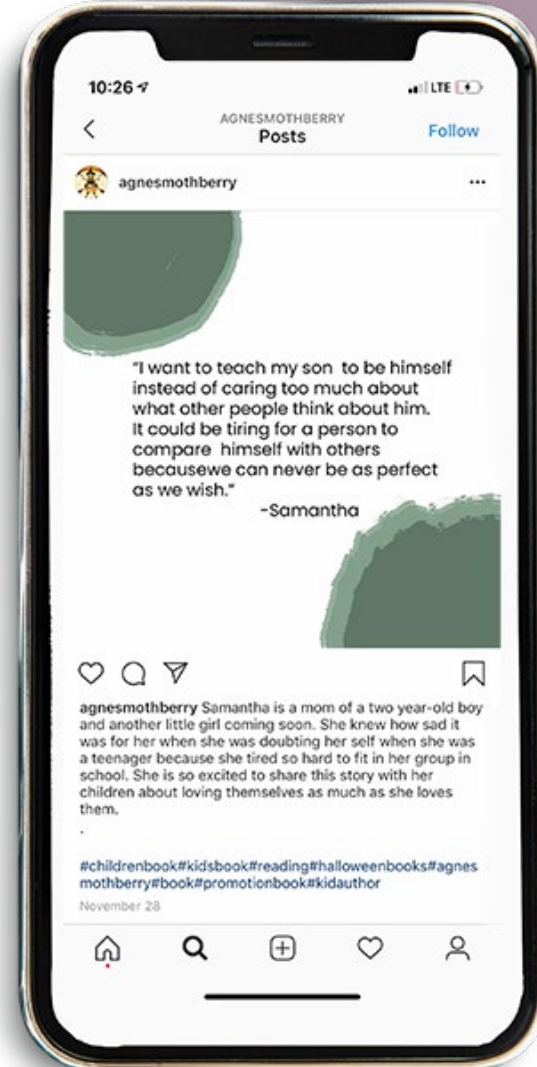 10:26
LTE
AGNESMOTHBERRY
Posts
Follow
agnesmothberry
"I want to teach my son to be himself
instead of caring too much about
what other people think about him.
It could be tiring for a person to
compare himself with others
becausewe can never be as perfect
as we wish."
-Samantha
agnesmothberry Samantha is a mom of a two year-old boy
and another little girl coming soon. She knew how sad it
was for her when she was doubting her self when she was
a teenager because she tired so hard to fit in her group in
school. She is so excited to share this story with her
children about loving themselves as much as she loves
them.
.
#childrenbook#kidsbook#reading#halloweenbooks#agnes
mothberry#book#promotionbook#kidauthor
November 28